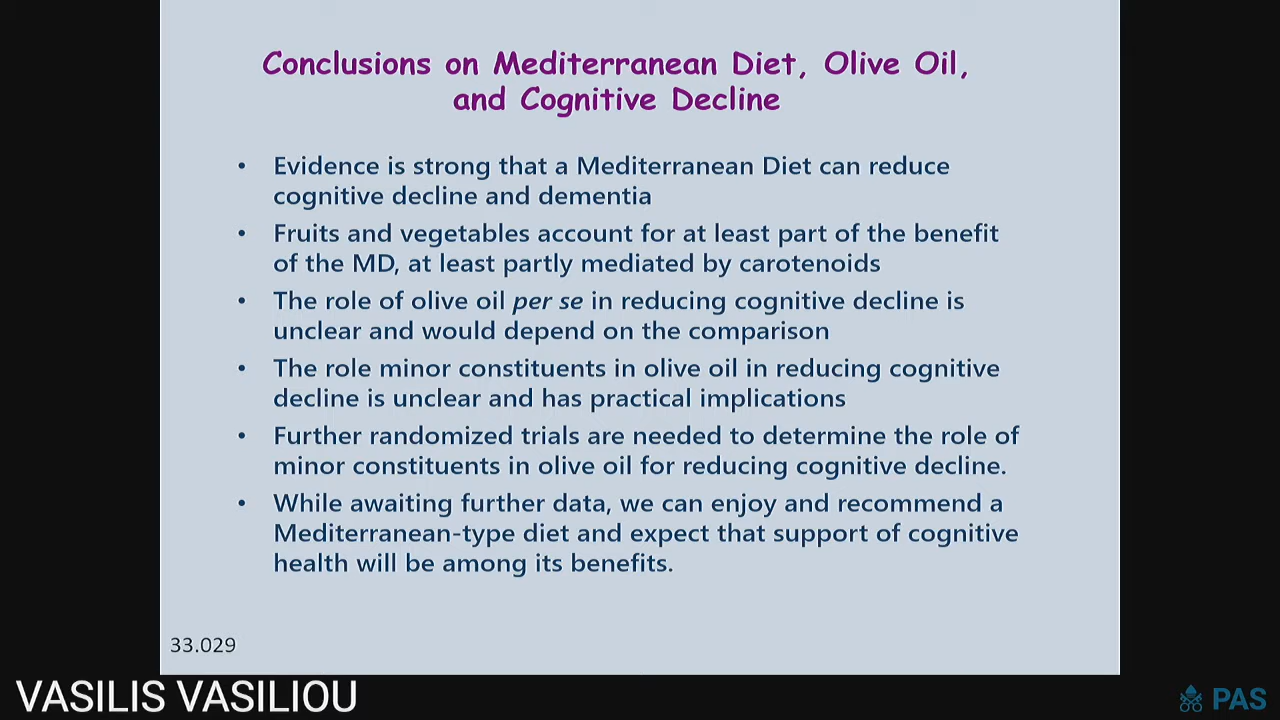 Conclusions on Mediterranean Diet, Olive Oil,
and Cognitive Decline
• Evidence is strong that a Mediterranean Diet can reduce
cognitive decline and dementia
• Fruits and vegetables account for at least part of the benefit
of the MD, at least partly mediated by carotenoids
• The role of olive oil per se in reducing cognitive decline is
unclear and would depend on the comparison
• The role minor constituents in olive oil in reducing cognitive
decline is unclear and has practical implications
• Further randomized trials are needed to determine the role of
minor constituents in olive oil for reducing cognitive decline.
• While awaiting further data, we can enjoy and recommend a
Mediterranean-type diet and expect that support of cognitive
health will be among its benefits.
33.029
VASILIS VASILIOU
PAS